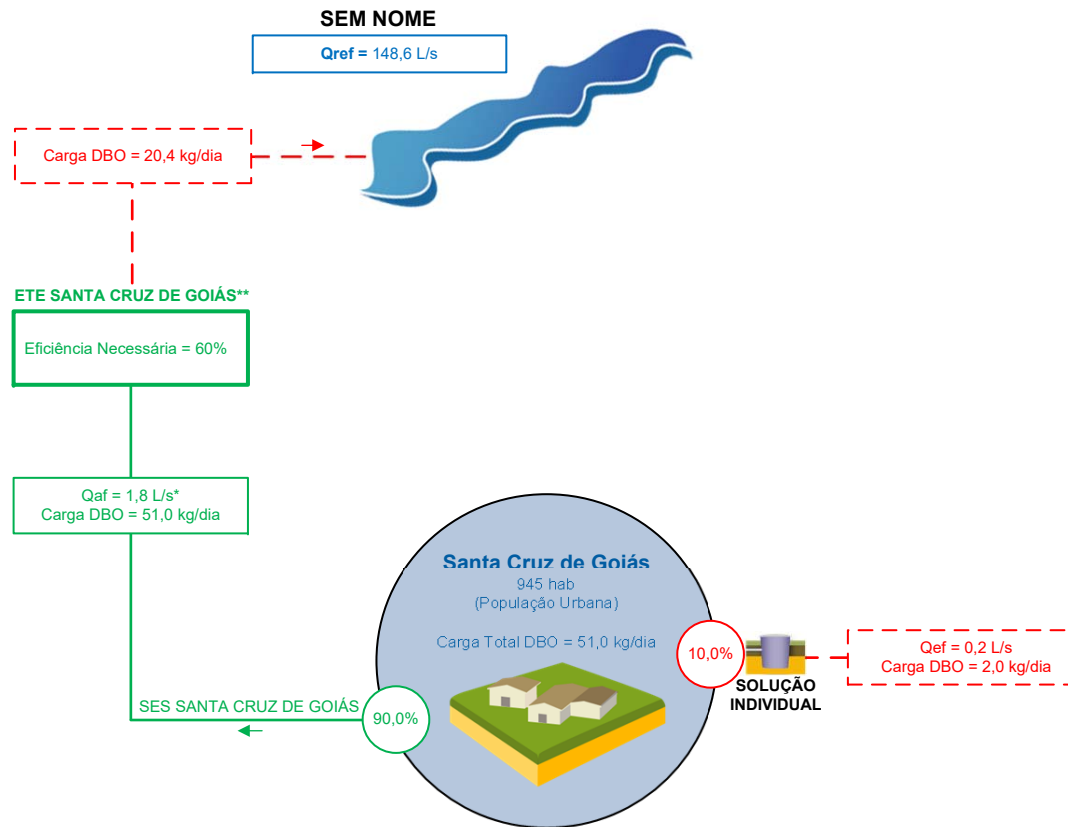 SEM NOME
Qref = 148,6 L/s
Carga DBO = 20,4 kg/dia
ETE SANTA CRUZ DE GOIÁS**
Eficiência Necessária = 60%
Qaf = 1,8 L/s*
Carga DBO = 51,0 kg/dia
Santa Cruz de Goiás
945 hab
(População Urbana)
Carga Total DBO = 51,0 kg/dia
10,0%
SOLUÇÃO
INDIVIDUAL
Qef = 0,2 L/s
Carga DBO = 2,0 kg/dia
SES SANTA CRUZ DE GOIÁS
90,0%